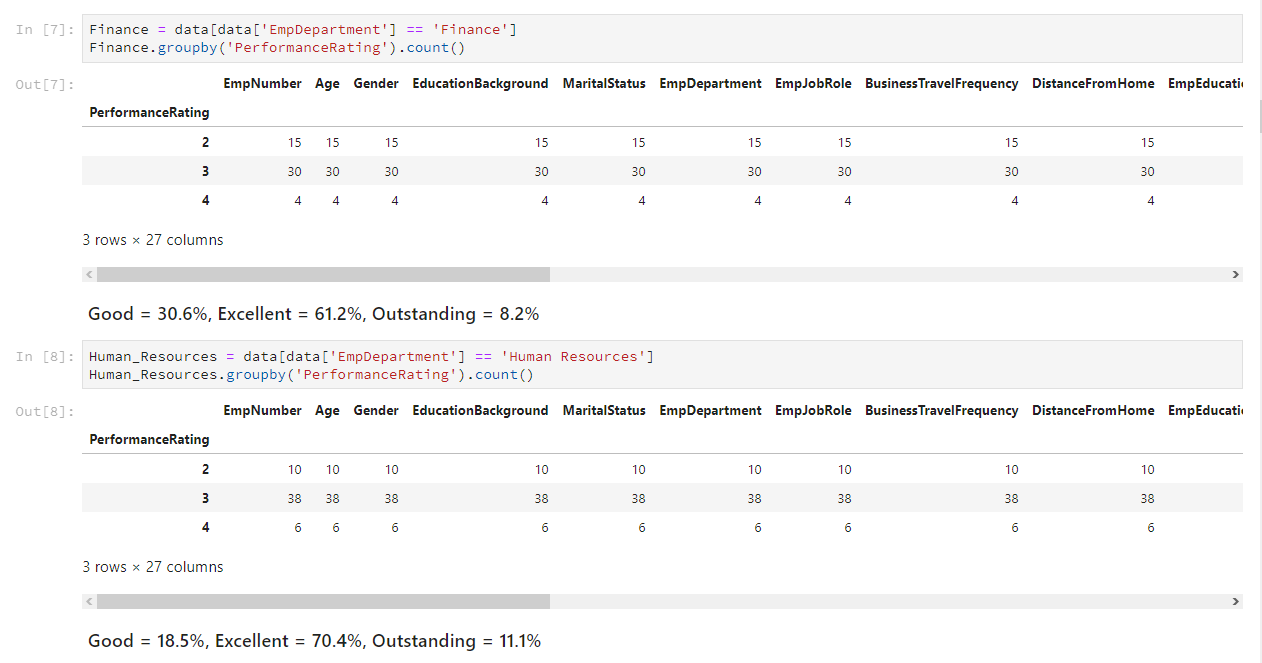 In [7]: Finance = data[data['EmpDepartment'] == 'Finance']
Finance.groupby('PerformanceRating').count()
Out[7]: EmpNumber Age Gender EducationBackground MaritalStatus EmpDepartment EmpJobRole BusinessTravelFrequency DistanceFromHome EmpEducati
PerformanceRating
2 15 15 15 15 15 15 15 15 15
3 30 30 30 30 30 30 30 30 30
4 4 4 4 4 4 4 4 4 4
3 rows × 27 columns
Good = 30.6%, Excellent = 61.2%, Outstanding = 8.2%
In [8]: Human_Resources = data[data['EmpDepartment'] == 'Human Resources']
Human_Resources.groupby('PerformanceRating').count()
Out[8]: EmpNumber Age Gender EducationBackground MaritalStatus EmpDepartment EmpJobRole BusinessTravelFrequency DistanceFromHome EmpEducati
PerformanceRating
2 10 10 10 10 10 10 10 10 10
3 38 38 38 38 38 38 38 38 38
4 6 6 6 6 6 6 6 6 6
3 rows × 27 columns
Good = 18.5%, Excellent = 70.4%, Outstanding = 11.1%